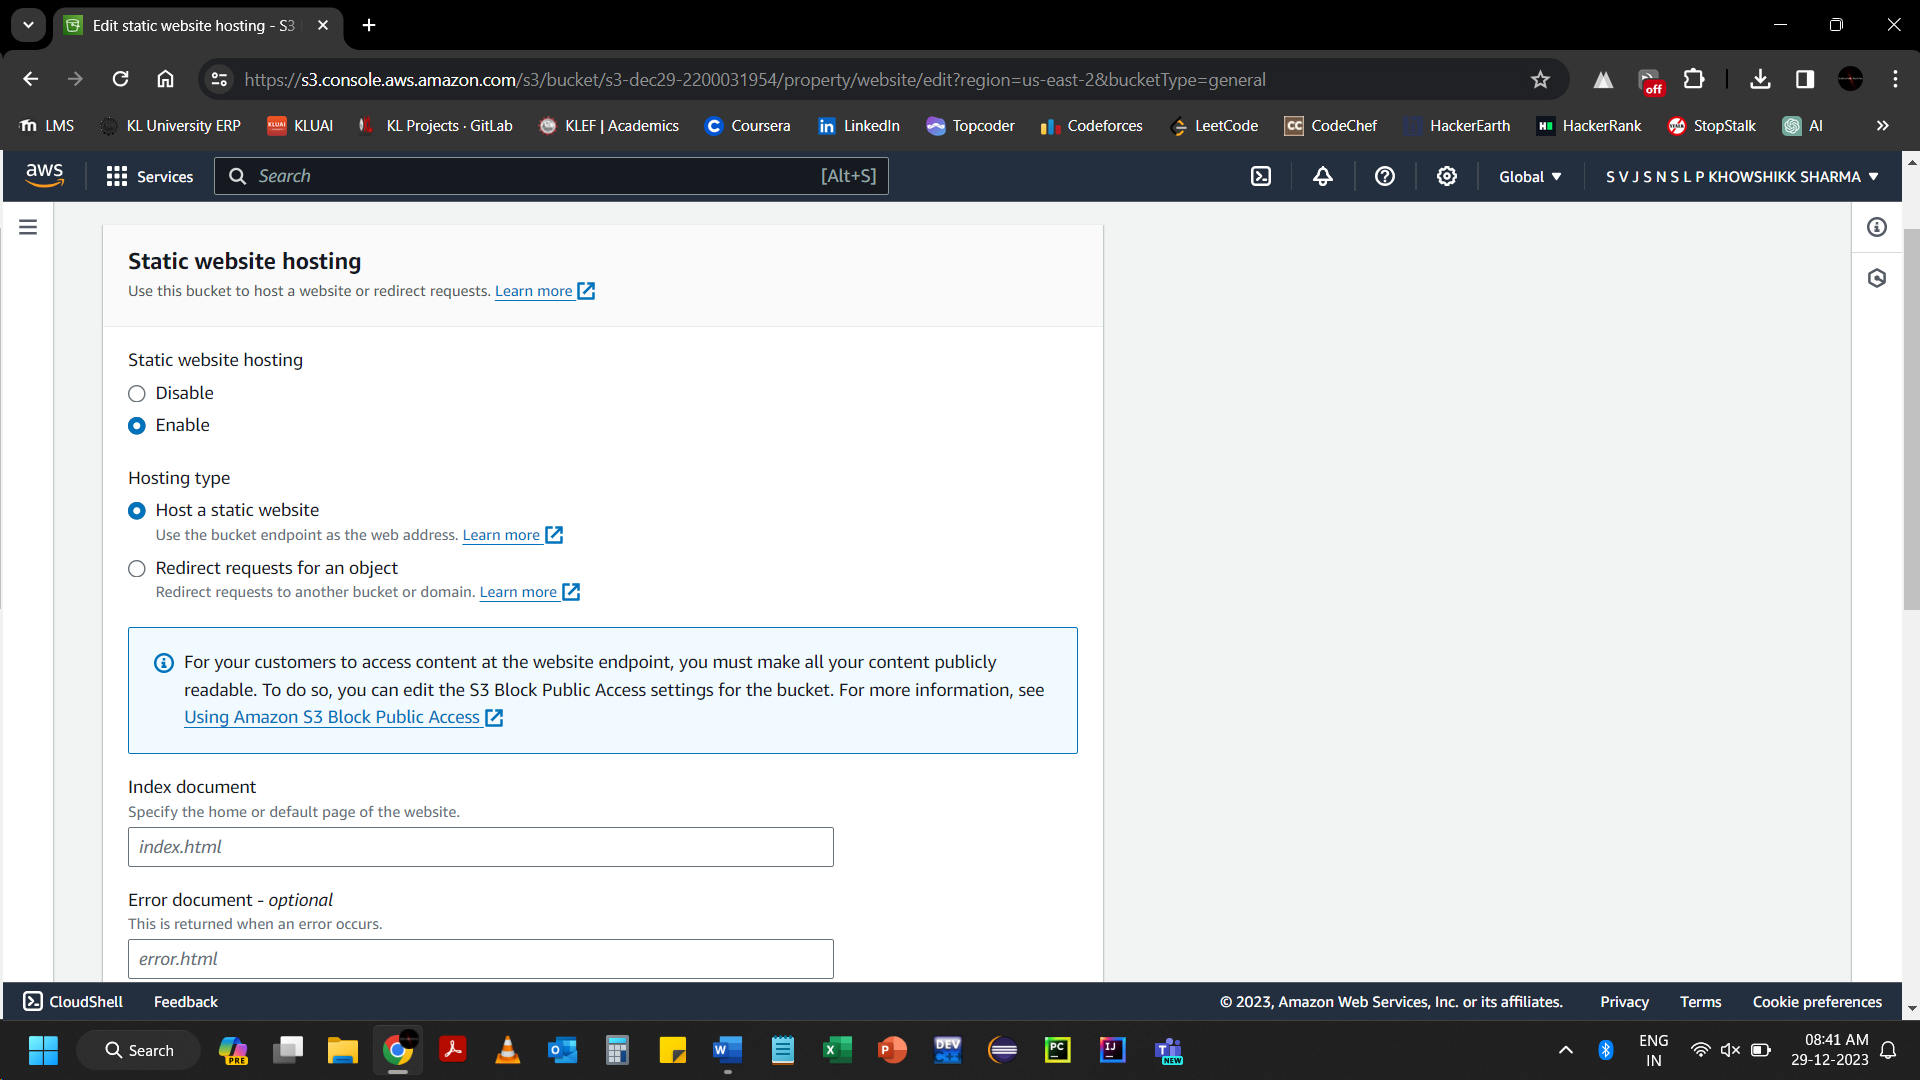 Edit static website hosting - S3
https://s3.console.aws.amazon.com/s3/bucket/s3-dec29-2200031954/property/website/edit?region=us-east-2&bucketType=general
off
LMS
KL University ERP
KLUAI
KL Projects · GitLab
KLEF | Academics
Coursera
LinkedIn
Topcoder
Codeforces
LeetCode
CodeChef
HackerEarth
HackerRank
StopStalk
AI
aws
Services
Search
[Alt+S]
Global
S V J S N S L P KHOWSHIKK SHARMA
Static website hosting
Use this bucket to host a website or redirect requests. Learn more
Static website hosting
Disable
Enable
Hosting type
Host a static website
Use the bucket endpoint as the web address. Learn more
Redirect requests for an object
Redirect requests to another bucket or domain. Learn more
For your customers to access content at the website endpoint, you must make all your content publicly
readable. To do so, you can edit the S3 Block Public Access settings for the bucket. For more information, see
Using Amazon S3 Block Public Access
Index document
Specify the home or default page of the website.
index.html
Error document - optional
This is returned when an error occurs.
error.html
CloudShell
Feedback
© 2023, Amazon Web Services, Inc. or its affiliates.
Privacy
Terms
Cookie preferences
Search
PRE
DEV
PC
IJ
NEW
ENG
IN
08:41 AM
29-12-2023